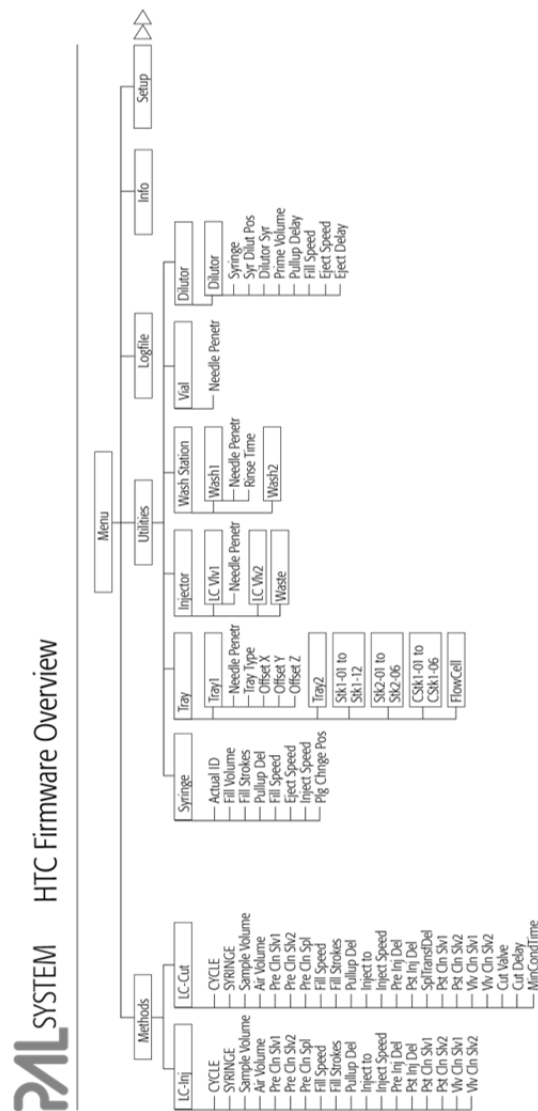 PAL SYSTEM HTC Firmware Overview
Menu
Methods
Utilities
Logfile
Info
Setup
LC-Inj
CYCLE
SYRINGE
Sample Volume
Air Volume
Pre Cln Slv1
Pre Cln Slv2
Pre Cln Spl
Fill Speed
Fill Strokes
Pullup Del
Inject to
Inject Speed
Pre Inj Del
Pst Inj Del
Pst Cln Slv1
Pst Cln Slv2
Vlv Cln Slv1
Vlv Cln Slv2
LC-Cut
CYCLE
SYRINGE
Sample Volume
Air Volume
Pre Cln Slv1
Pre Cln Slv2
Pre Cln Spl
Fill Speed
Fill Strokes
Pullup Del
Inject to
Inject Speed
Pre Inj Del
Pst Inj Del
SplTransfDel
Pst Cln Slv1
Pst Cln Slv2
Vlv Cln Slv1
Vlv Cln Slv2
Cut Valve
Cut Delay
MinCondTime
Syringe
Actual ID
Fill Volume
Fill Strokes
Pullup Del
Fill Speed
Eject Speed
Inject Speed
Plg Chnge Pos
Tray
Tray1
Needle Penetr
Tray Type
Offset X
Offset Y
Offset Z
Tray2
Stk1-01 to
Stk1-12
Stk2-01 to
Stk2-06
CStk1-01 to
CStk1-06
FlowCell
Injector
LC Vlv1
Needle Penetr
LC Vlv2
Waste
Wash Station
Wash1
Needle Penetr
Rinse Time
Wash2
Vial
Needle Penetr
Dilutor
Dilutor
Syringe
Syr Dilut Pos
Dilutor Syr
Prime Volume
Pullup Delay
Fill Speed
Eject Speed
Eject Delay